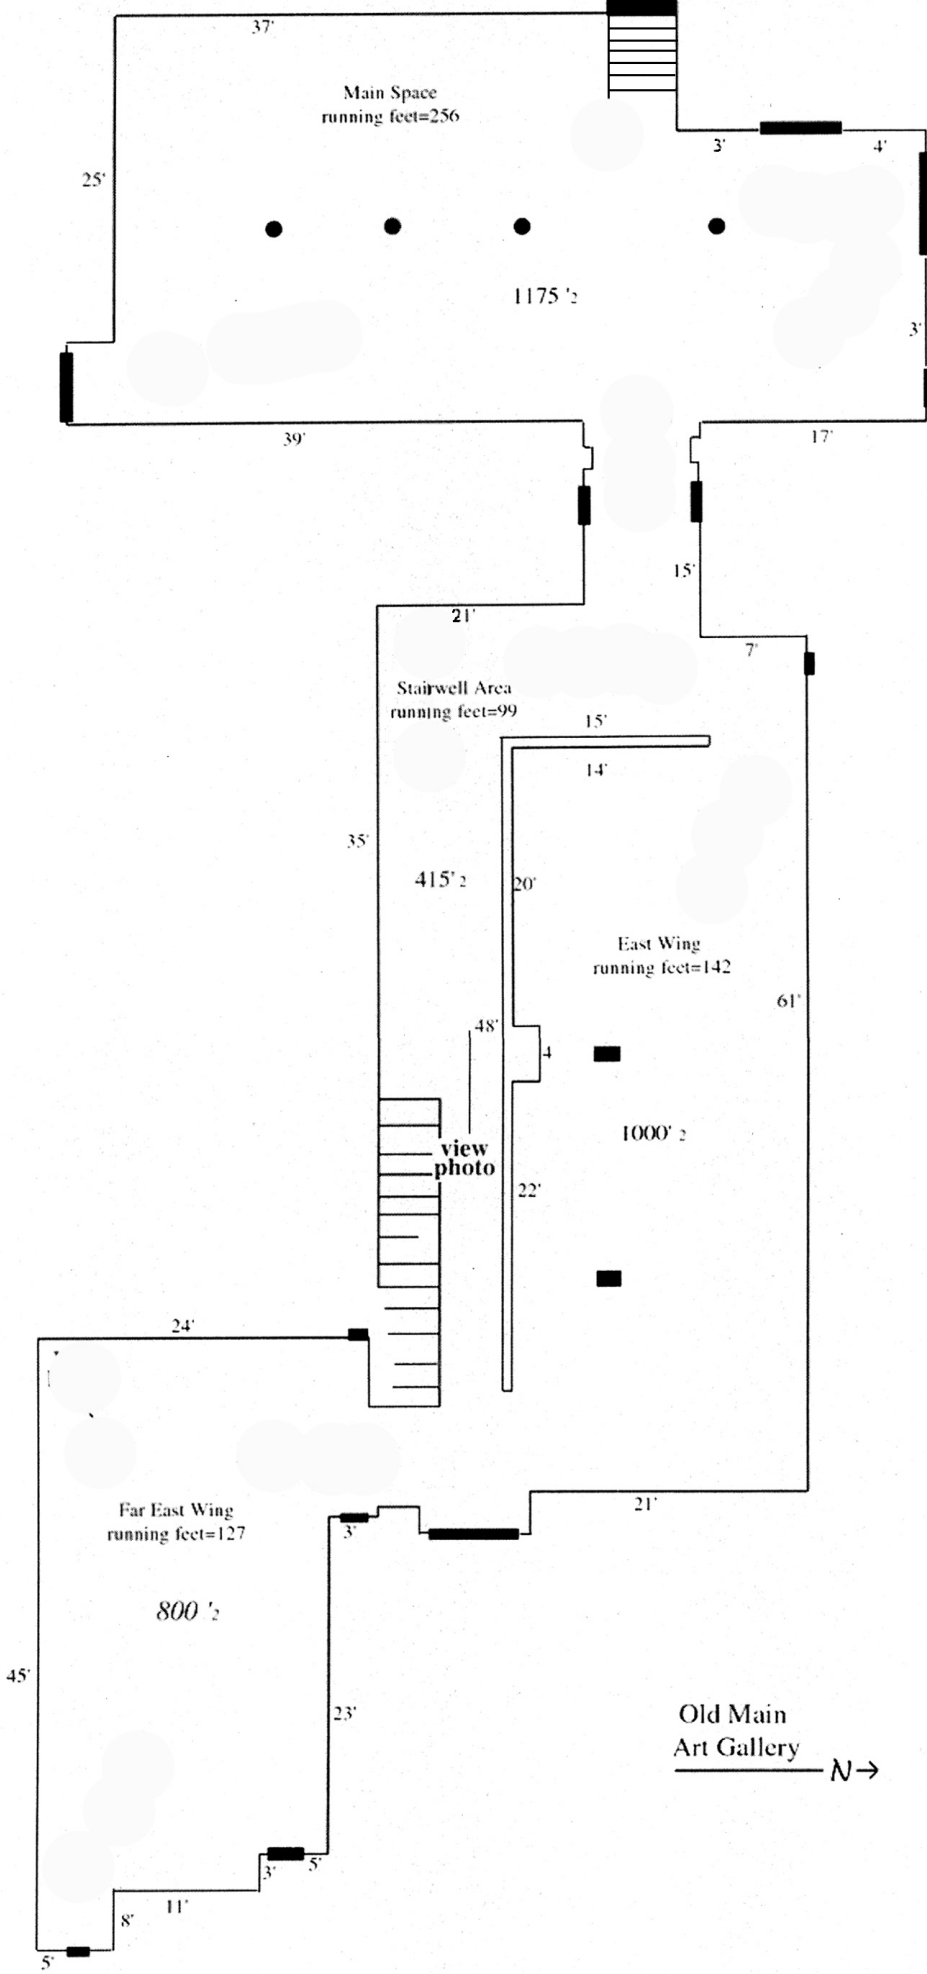 37'
Main Space
running feet=256
3'
4'
25'
1175 '2
3'
39'
17'
15'
21'
7'
Stairwell Area
running feet=99
15'
14'
35'
415' 2
20'
East Wing
running feet=142
61'
48'
4
1000' 2
view
photo
22'
24'
21'
Far East Wing
running feet=127
3'
800 '2
45'
23'
Old Main
Art Gallery
N→
3'
5'
11'
8'
5'